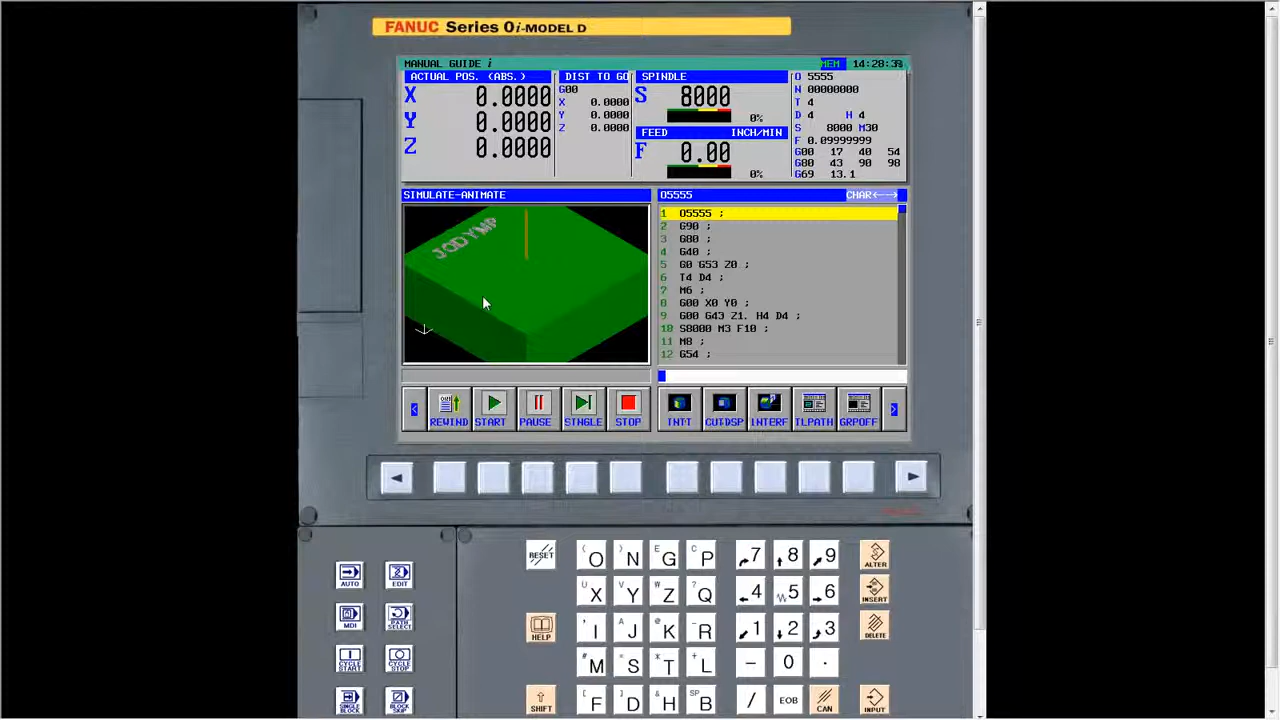 FANUC Series 0i-MODEL D
MANUAL GUIDE i MEM 14:28:33
ACTUAL POS. (ABS.) DIST TO GO SPINDLE O 5555
X 0.0000 G00 S 8000 N 00000000
Y 0.0000 X 0.0000 0% T 4
Z 0.0000 Y 0.0000 FEED INCH/MIN D 4 H 4
Z 0.0000 F 0.00 S 8000 M30
0% F 0.09999999
G00 17 40 54
G80 43 90 98
G69 13.1
SIMULATE-ANIMATE
JODYMP
O5555 CHAR←→
1 O5555 ;
2 G90 ;
3 G80 ;
4 G40 ;
5 G0 G53 Z0 ;
6 T4 D4 ;
7 M6 ;
8 G00 X0 Y0 ;
9 G00 G43 Z1. H4 D4 ;
10 S8000 M3 F10 ;
11 M8 ;
12 G54 ;
< REWIND START PAUSE SINGLE STOP INIT CUTDSP INTERF TLPATH GRPOFF >
RESET ( O ) N E G C P 7 8 9 ALTER
AUTO EDIT U X V Y W Z ? Q 4 5 6 INSERT
MDI PATH SELECT HELP ' I A J @ K - R 1 2 3 DELETE
CYCLE START CYCLE STOP # M * S * T + L - 0 .
SINGLE BLOCK BLOCK SKIP SHIFT [ F ] D & H SP B / EOB CAN INPUT